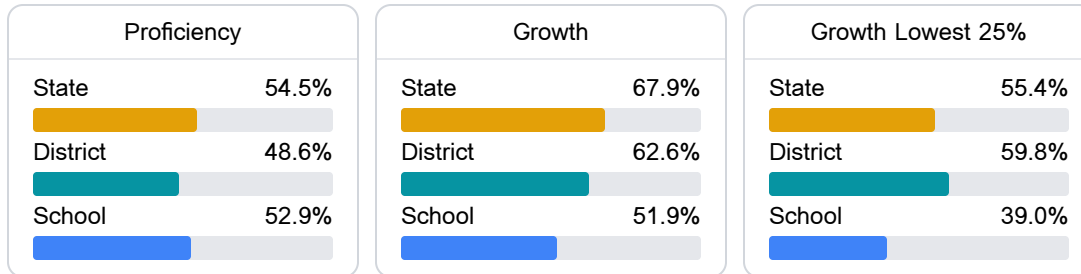 Proficiency
State 54.5%
District 48.6%
School 52.9%
Growth
State 67.9%
District 62.6%
School 51.9%
Growth Lowest 25%
State 55.4%
District 59.8%
School 39.0%